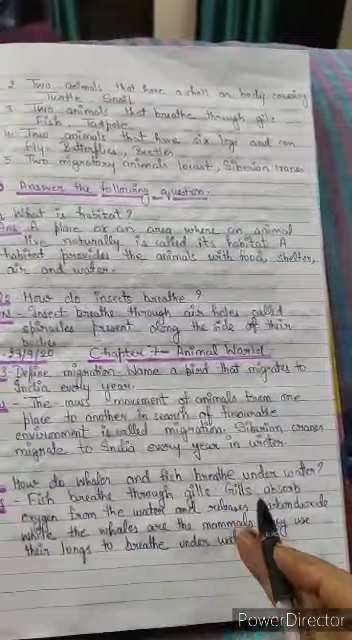 2. Two animals that have a shell on body covering
Turtle Snail
3. Two animals that breathe through gills
Fish Tadpole
4. Two animals that have six legs and can
fly. Butterflies, Beetles
5. Two migratory animals locust, Siberian cranes
Answer the following question.
What is habitat?
Ans. A place or an area where an animal
live naturally is called its habitat A
habitat provides the animals with food, shelter,
air and water.
How do insects breathe?
Insect breathe through air holes called
spiracles present along the side of their
bodies
29/9/20 Chapter 7 - Animal World
Define migration. Name a bird that migrates to
India every year.
- The mass movement of animals from one
place to another in search of favourable
environment is called migration. Siberian cranes
migrate to India every year in winter.
How do whales and fish breathe under water?
- Fish breathe through gills. Gills absorb
oxygen from the water and releases
while the whales are the mammals use
their lungs to breathe under
PowerDirector